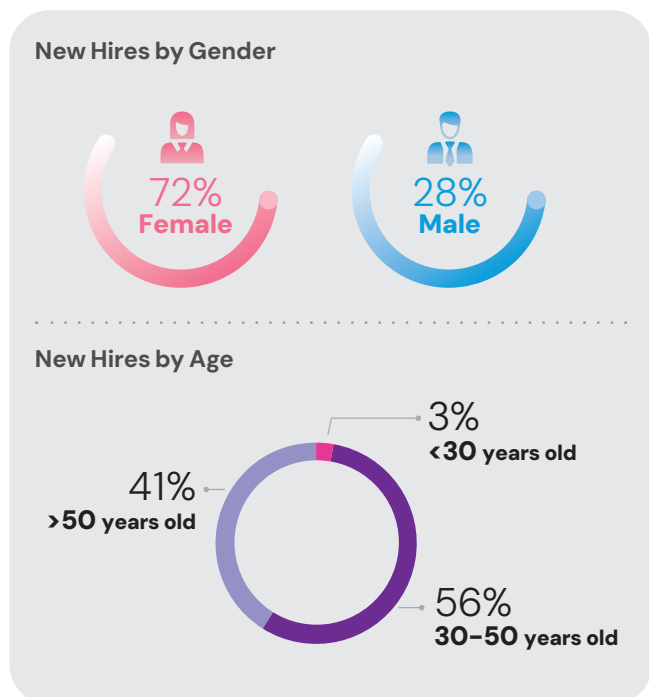 New Hires by Gender
72%
Female
28%
Male
New Hires by Age
3%
<30 years old
41%
>50 years old
56%
30–50 years old